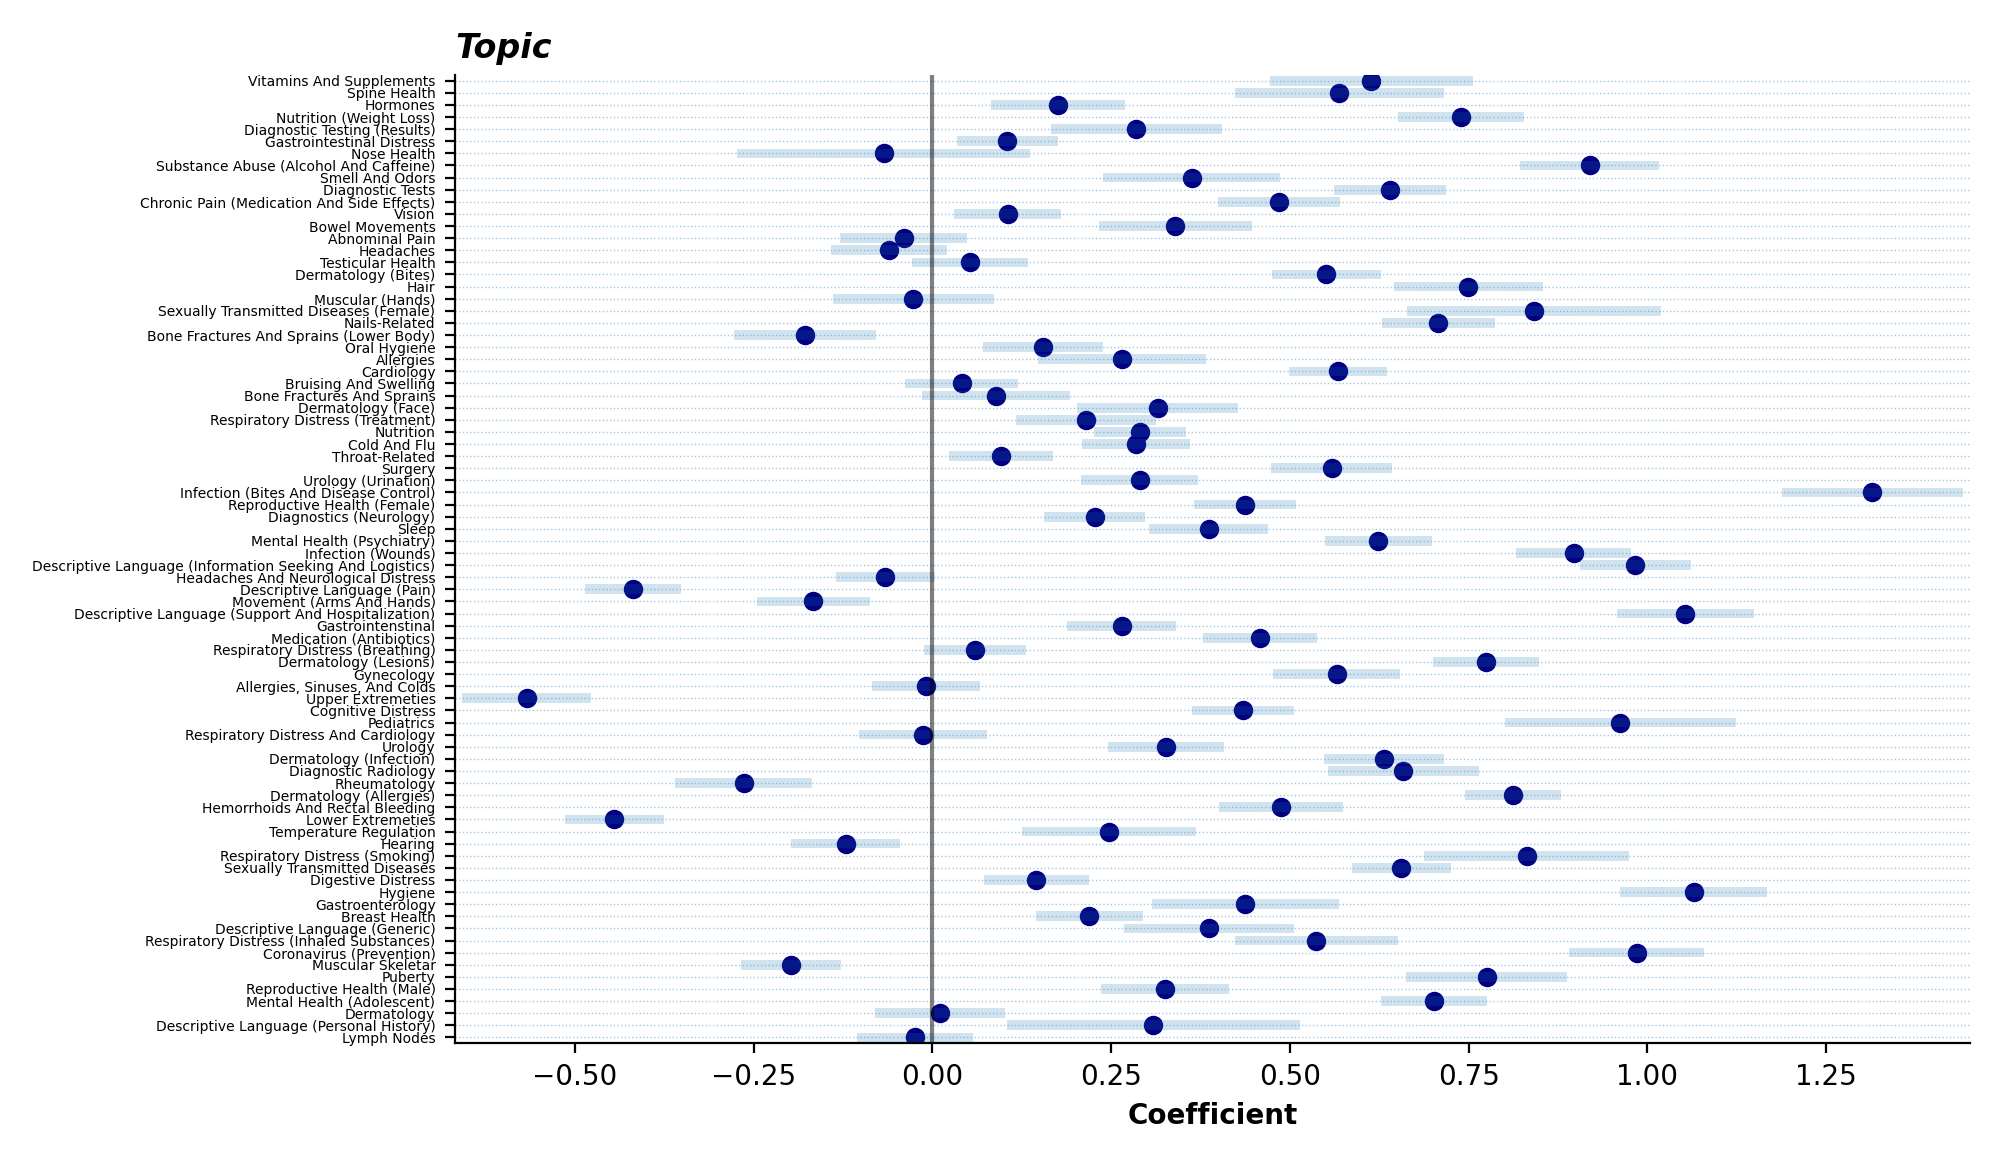 Topic
Vitamins And Supplements
Spine Health
Hormones
Nutrition (Weight Loss)
Diagnostic Testing (Results)
Gastrointestinal Distress
Nose Health
Substance Abuse (Alcohol And Caffeine)
Smell And Odors
Diagnostic Tests
Chronic Pain (Medication And Side Effects)
Vision
Bowel Movements
Abnominal Pain
Headaches
Testicular Health
Dermatology (Bites)
Hair
Muscular (Hands)
Sexually Transmitted Diseases (Female)
Nails-Related
Bone Fractures And Sprains (Lower Body)
Oral Hygiene
Allergies
Cardiology
Bruising And Swelling
Bone Fractures And Sprains
Dermatology (Face)
Respiratory Distress (Treatment)
Nutrition
Cold And Flu
Throat-Related
Surgery
Urology (Urination)
Infection (Bites And Disease Control)
Reproductive Health (Female)
Diagnostics (Neurology)
Sleep
Mental Health (Psychiatry)
Infection (Wounds)
Descriptive Language (Information Seeking And Logistics)
Headaches And Neurological Distress
Descriptive Language (Pain)
Movement (Arms And Hands)
Descriptive Language (Support And Hospitalization)
Gastrointenstinal
Medication (Antibiotics)
Respiratory Distress (Breathing)
Dermatology (Lesions)
Gynecology
Allergies, Sinuses, And Colds
Upper Extremeties
Cognitive Distress
Pediatrics
Respiratory Distress And Cardiology
Urology
Dermatology (Infection)
Diagnostic Radiology
Rheumatology
Dermatology (Allergies)
Hemorrhoids And Rectal Bleeding
Lower Extremeties
Temperature Regulation
Hearing
Respiratory Distress (Smoking)
Sexually Transmitted Diseases
Digestive Distress
Hygiene
Gastroenterology
Breast Health
Descriptive Language (Generic)
Respiratory Distress (Inhaled Substances)
Coronavirus (Prevention)
Muscular Skeletar
Puberty
Reproductive Health (Male)
Mental Health (Adolescent)
Dermatology
Descriptive Language (Personal History)
Lymph Nodes
−0.50 −0.25 0.00 0.25 0.50 0.75 1.00 1.25
Coefficient